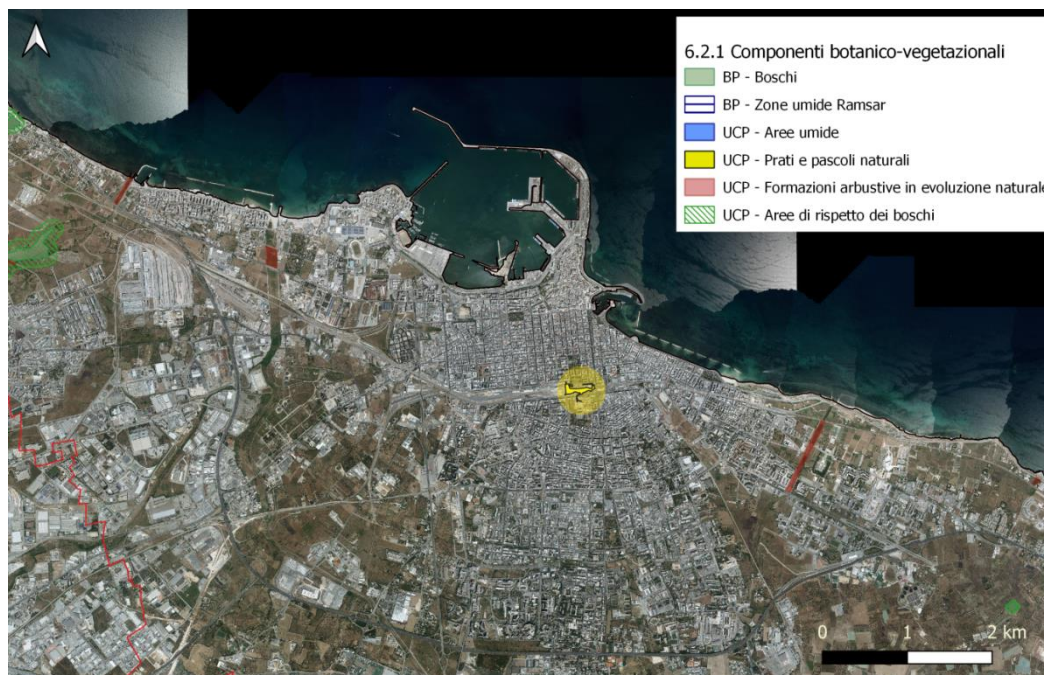 6.2.1 Componenti botanico-vegetazionali
BP - Boschi
BP - Zone umide Ramsar
UCP - Aree umide
UCP - Prati e pascoli naturali
UCP - Formazioni arbustive in evoluzione naturale
UCP - Aree di rispetto dei boschi
0 1 2 km